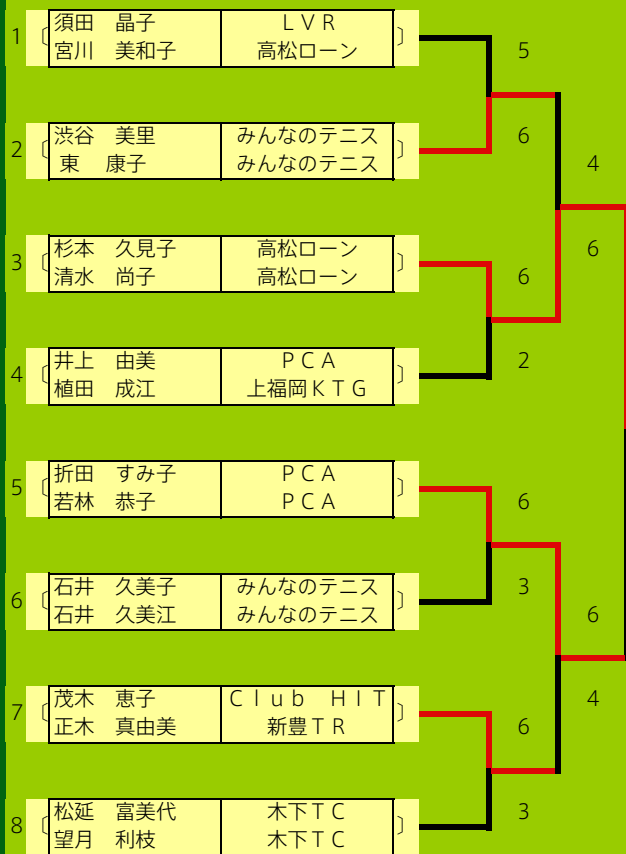 1 〔 須田 晶子 ＬＶＲ 〕
宮川 美和子 高松ローン
5
2 〔 渋谷 美里 みんなのテニス 〕
東 康子 みんなのテニス
6
4
3 〔 杉本 久見子 高松ローン 〕
清水 尚子 高松ローン
6
6
4 〔 井上 由美 ＰＣＡ 〕
植田 成江 上福岡ＫＴＧ
2
5 〔 折田 すみ子 ＰＣＡ 〕
若林 恭子 ＰＣＡ
6
6 〔 石井 久美子 みんなのテニス 〕
石井 久美江 みんなのテニス
3
6
7 〔 茂木 恵子 Ｃｌｕｂ ＨＩＴ 〕
正木 真由美 新豊ＴＲ
4
6
8 〔 松延 富美代 木下ＴＣ 〕
望月 利枝 木下ＴＣ
3